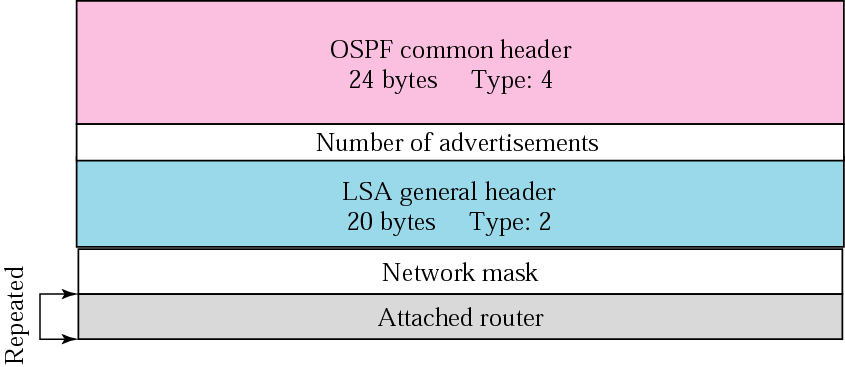 OSPF common header
24 bytes Type: 4
Number of advertisements
LSA general header
20 bytes Type: 2
Network mask
Attached router
Repeated